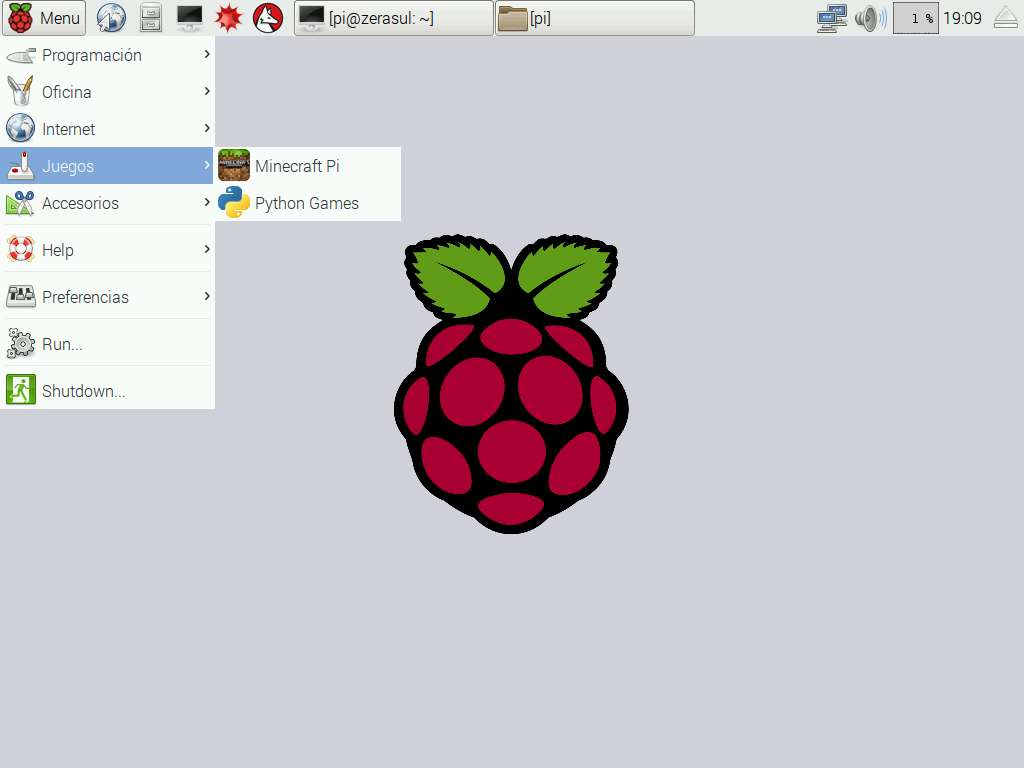 Menu
[pi@zerasul: ~]
[pi]
1 %
19:09
Programación
Oficina
Internet
Juegos
Minecraft Pi
Python Games
Accesorios
Help
Preferencias
Run...
Shutdown...